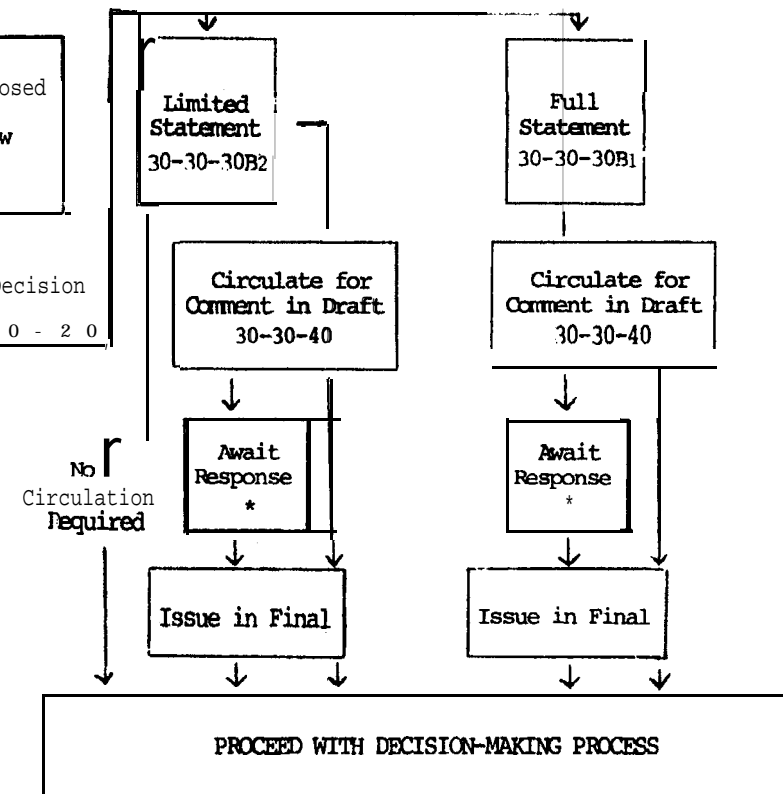 osed
w
Decision
0 - 2 0
Limited
Statement
30-30-30B2
Full
Statement
30-30-30B1
Circulate for
Comment in Draft
30-30-40
Circulate for
Comment in Draft
30-30-40
No
Circulation
Required
Await
Response
*
Await
Response
*
Issue in Final
Issue in Final
PROCEED WITH DECISION-MAKING PROCESS